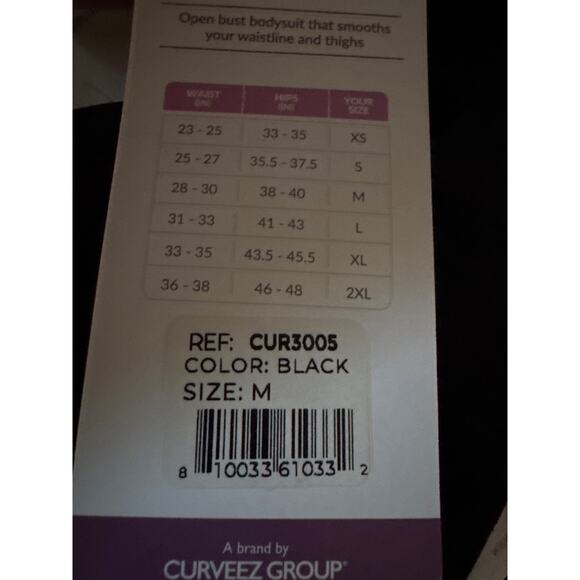 Open bust bodysuit that smooths
your waistline and thighs
WAIST HIPS YOUR
(IN) (IN) SIZE
23 - 25 33 - 35 XS
25 - 27 35.5 - 37.5 S
28 - 30 38 - 40 M
31 - 33 41 - 43 L
33 - 35 43.5 - 45.5 XL
36 - 38 46 - 48 2XL
REF: CUR3005
COLOR: BLACK
SIZE: M
8 10033 61033 2
A brand by
CURVEEZ GROUP®